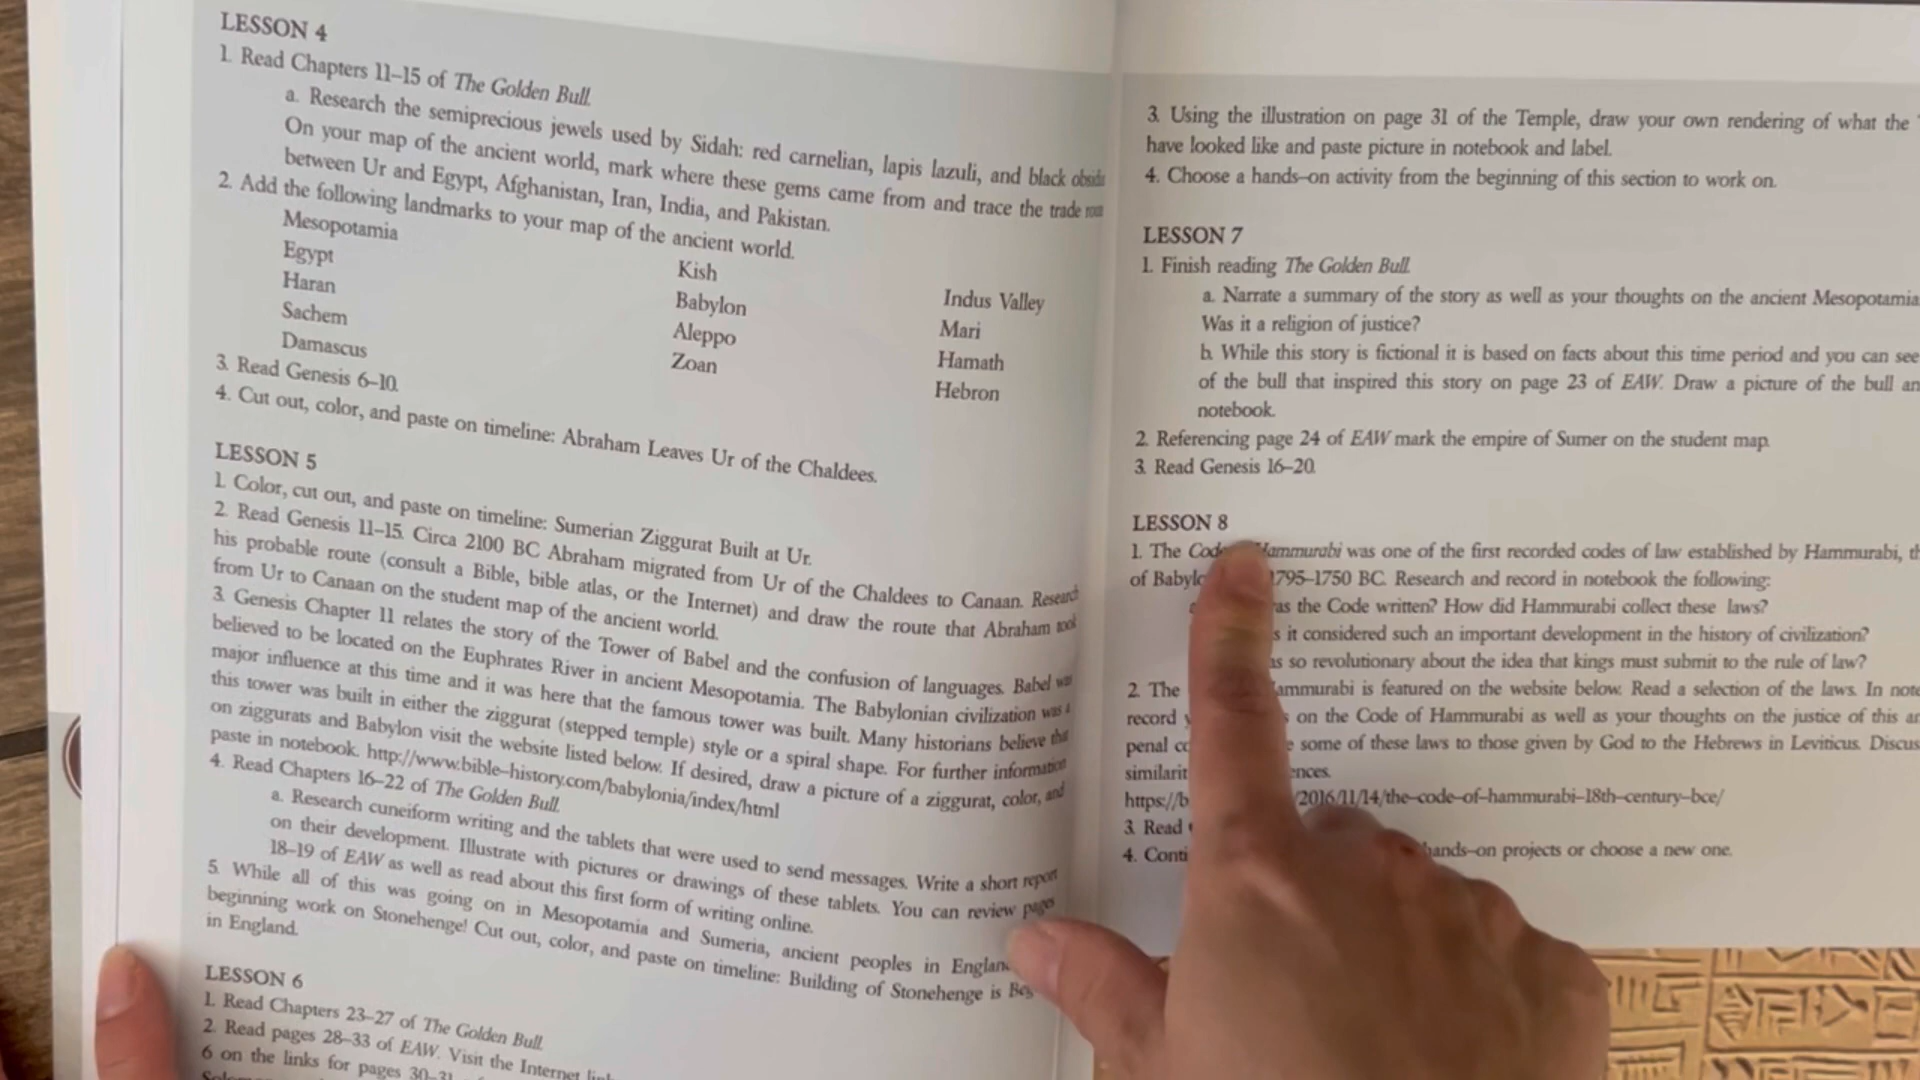 LESSON 4
1. Read Chapters 11–15 of The Golden Bull.
a. Research the semiprecious jewels used by Sidah: red carnelian, lapis lazuli, and black
On your map of the ancient world, mark where these gems came from and trace the trade
between Ur and Egypt, Afghanistan, Iran, India, and Pakistan.
2. Add the following landmarks to your map of the ancient world.
Mesopotamia
Egypt
Haran
Sachem
Damascus
Kish
Babylon
Aleppo
Zoan
Indus Valley
Mari
Hamath
Hebron
3. Read Genesis 6–10.
4. Cut out, color, and paste on timeline: Abraham Leaves Ur of the Chaldees.
LESSON 5
1. Color, cut out, and paste on timeline: Sumerian Ziggurat Built at Ur.
2. Read Genesis 11–15. Circa 2100 BC Abraham migrated from Ur of the Chaldees to Canaan. Research
his probable route (consult a Bible, bible atlas, or the Internet) and draw the route that Abraham took
from Ur to Canaan on the student map of the ancient world.
3. Genesis Chapter 11 relates the story of the Tower of Babel and the confusion of languages. Babel was
believed to be located on the Euphrates River in ancient Mesopotamia. The Babylonian civilization was a
major influence at this time and it was here that the famous tower was built. Many historians believe that
this tower was built in either the ziggurat (stepped temple) style or a spiral shape. For further information
on ziggurats and Babylon visit the website listed below. If desired, draw a picture of a ziggurat, color, and
paste in notebook. http://www.bible-history.com/babylonia/index/html
4. Read Chapters 16–22 of The Golden Bull.
a. Research cuneiform writing and the tablets that were used to send messages. Write a short report
on their development. Illustrate with pictures or drawings of these tablets. You can review pages
18–19 of EAW as well as read about this first form of writing online.
5. While all of this was going on in Mesopotamia and Sumeria, ancient peoples in
beginning work on Stonehenge! Cut out, color, and paste on timeline: Building of Stonehenge is
in England.
LESSON 6
1. Read Chapters 23–27 of The Golden Bull.
2. Read pages 28–33 of EAW. Visit the Internet
6 on the links for pages 30–31
3. Using the illustration on page 31 of the Temple, draw your own rendering of what the
have looked like and paste picture in notebook and label.
4. Choose a hands-on activity from the beginning of this section to work on.
LESSON 7
1. Finish reading The Golden Bull.
a. Narrate a summary of the story as well as your thoughts on the ancient
Was it a religion of justice?
b. While this story is fictional it is based on facts about this time period and you can see
of the bull that inspired this story on page 23 of EAW. Draw a picture of the bull
notebook.
2. Referencing page 24 of EAW mark the empire of Sumer on the student map.
3. Read Genesis 16–20.
LESSON 8
1. The Hammurabi was one of the first recorded codes of law established by Hammurabi,
of 1795–1750 BC. Research and record in notebook the following:
the Code written? How did Hammurabi collect these laws?
it considered such an important development in the history of civilization?
so revolutionary about the idea that kings must submit to the rule of law?
2. The is featured on the website below. Read a selection of the laws. In
record on the Code of Hammurabi as well as your thoughts on the justice of this
penal some of these laws to those given by God to the Hebrews in Leviticus.
/2016/11/14/the-code-of-hammurabi-18th-century-bce/
3. Read
4. hands-on projects or choose a new one.